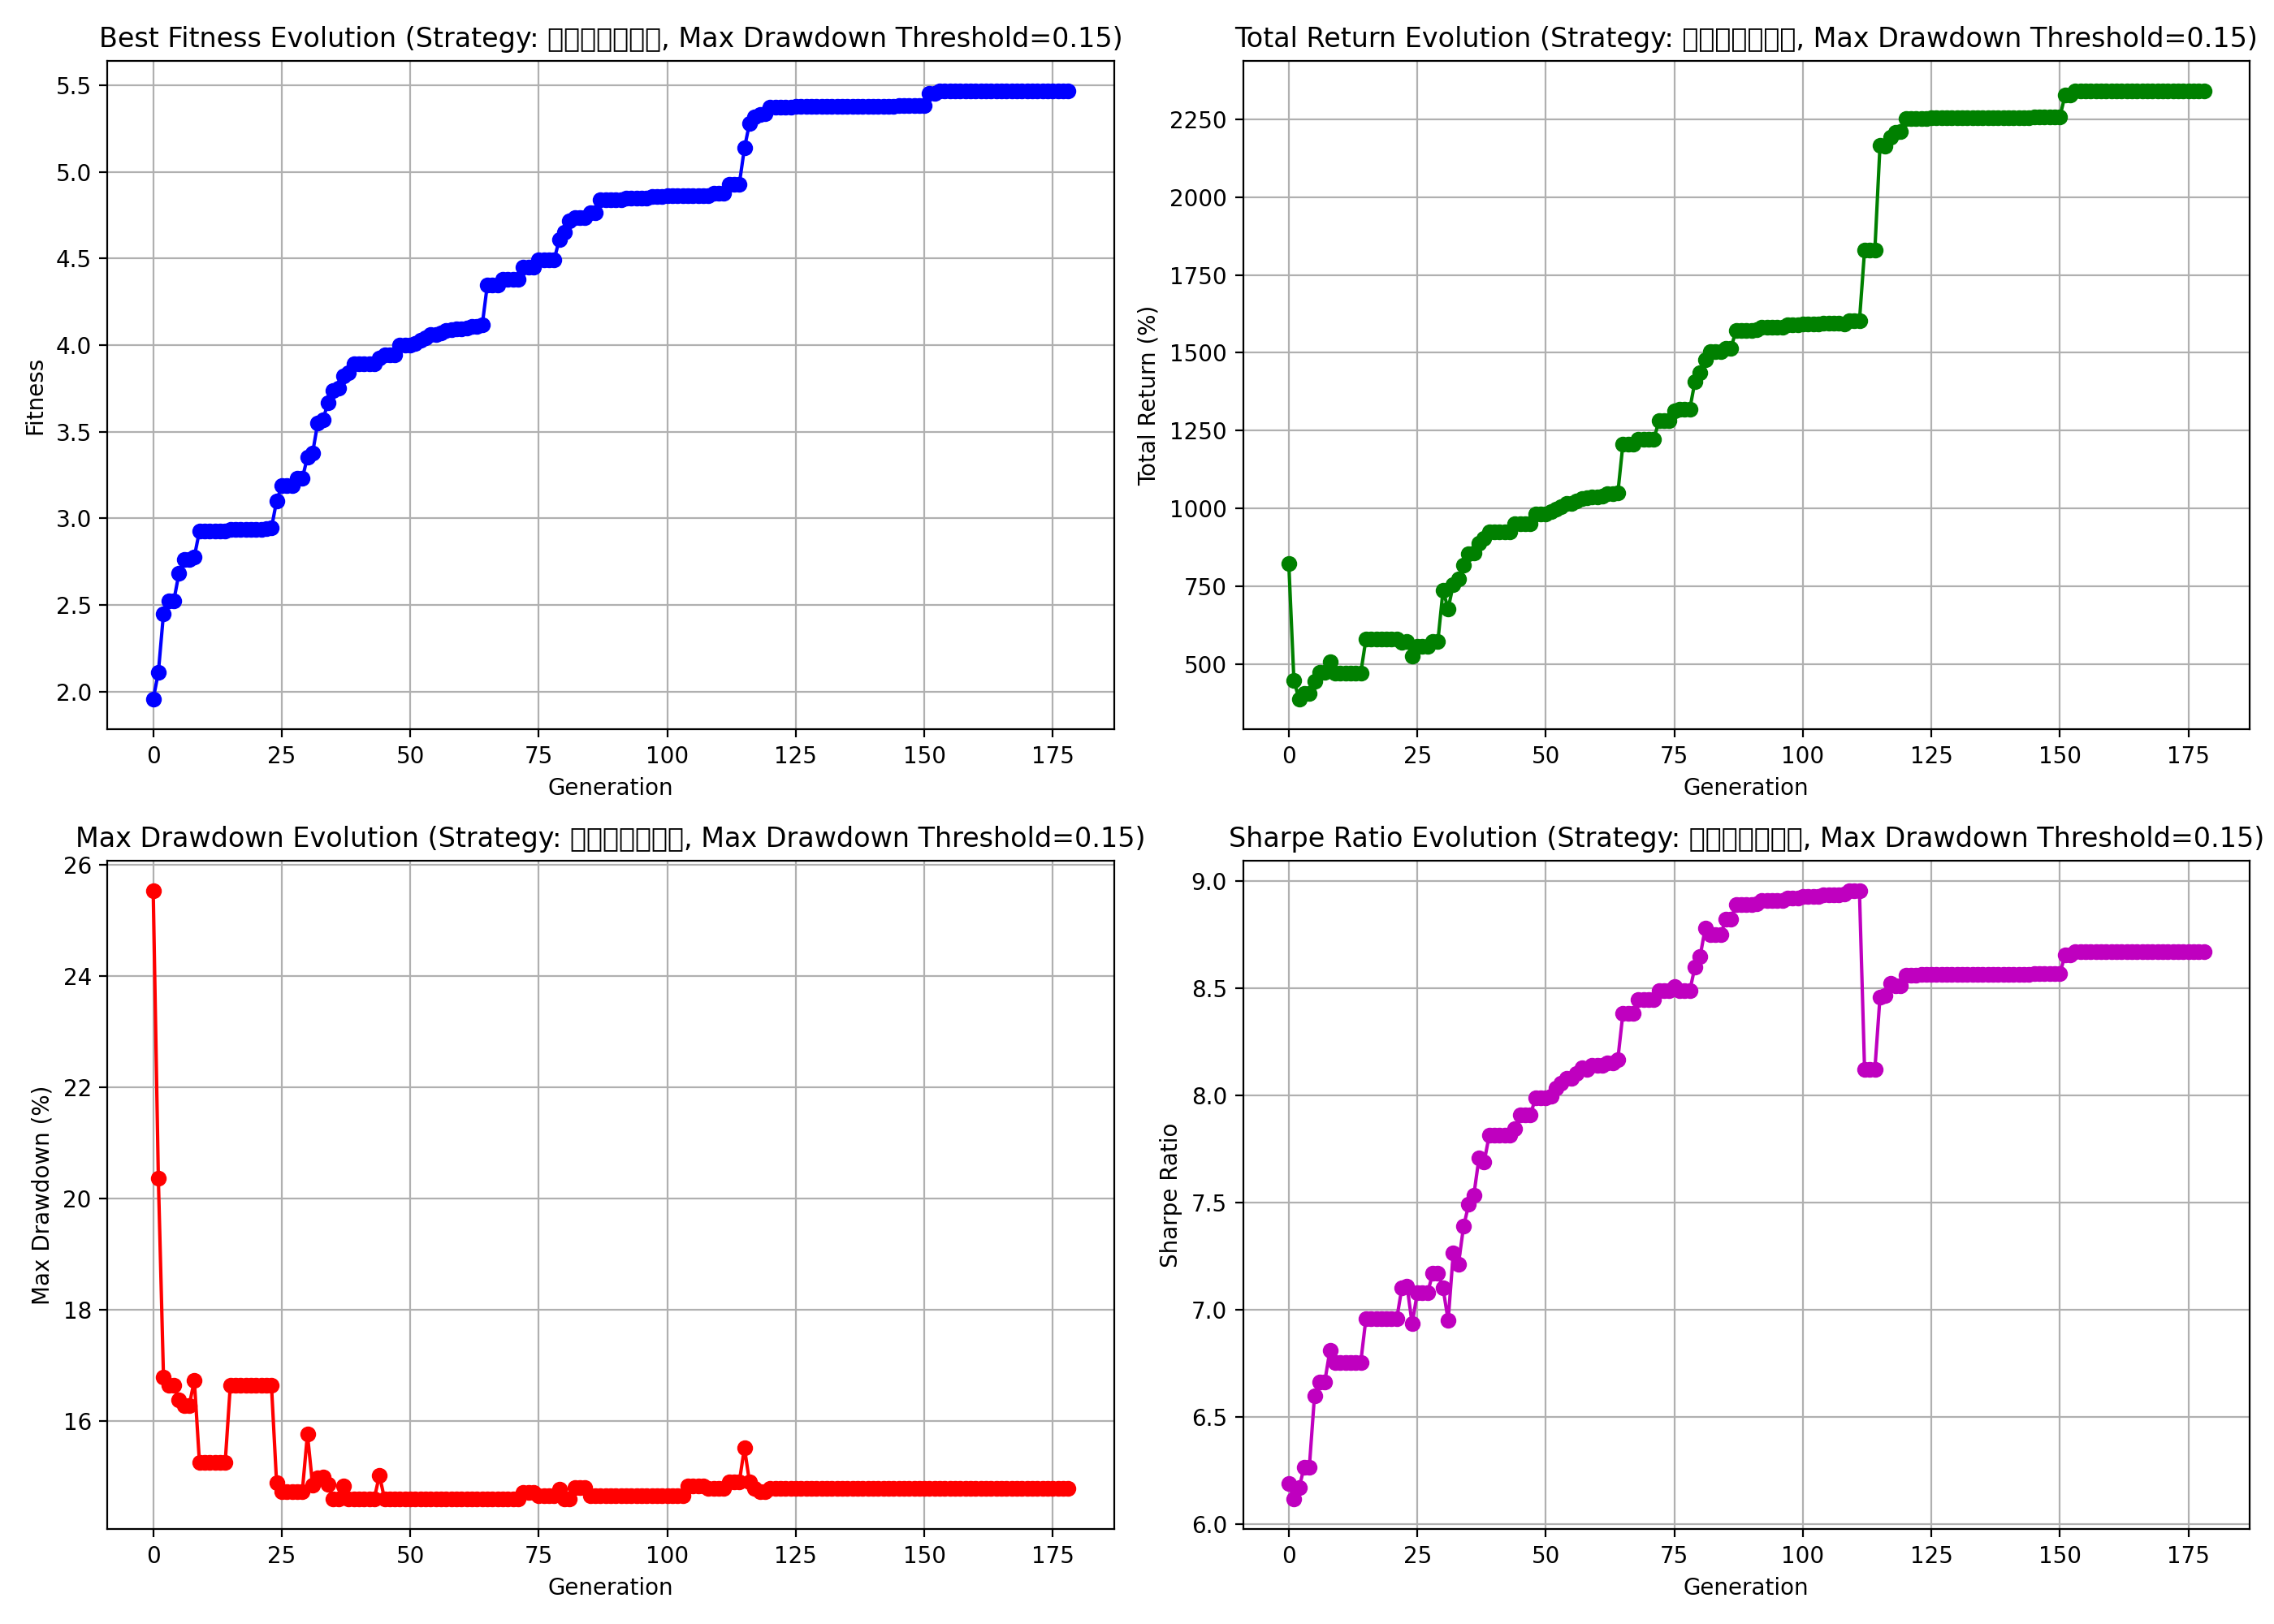 Best Fitness Evolution (Strategy: □□□□□□□, Max Drawdown Threshold=0.15)
5.5
5.0
4.5
4.0
3.5
3.0
2.5
2.0
Fitness
0 25 50 75 100 125 150 175
Generation
Total Return Evolution (Strategy: □□□□□□□, Max Drawdown Threshold=0.15)
2250
2000
1750
1500
1250
1000
750
500
Total Return (%)
0 25 50 75 100 125 150 175
Generation
Max Drawdown Evolution (Strategy: □□□□□□□, Max Drawdown Threshold=0.15)
26
24
22
20
18
16
Max Drawdown (%)
0 25 50 75 100 125 150 175
Generation
Sharpe Ratio Evolution (Strategy: □□□□□□□, Max Drawdown Threshold=0.15)
9.0
8.5
8.0
7.5
7.0
6.5
6.0
Sharpe Ratio
0 25 50 75 100 125 150 175
Generation